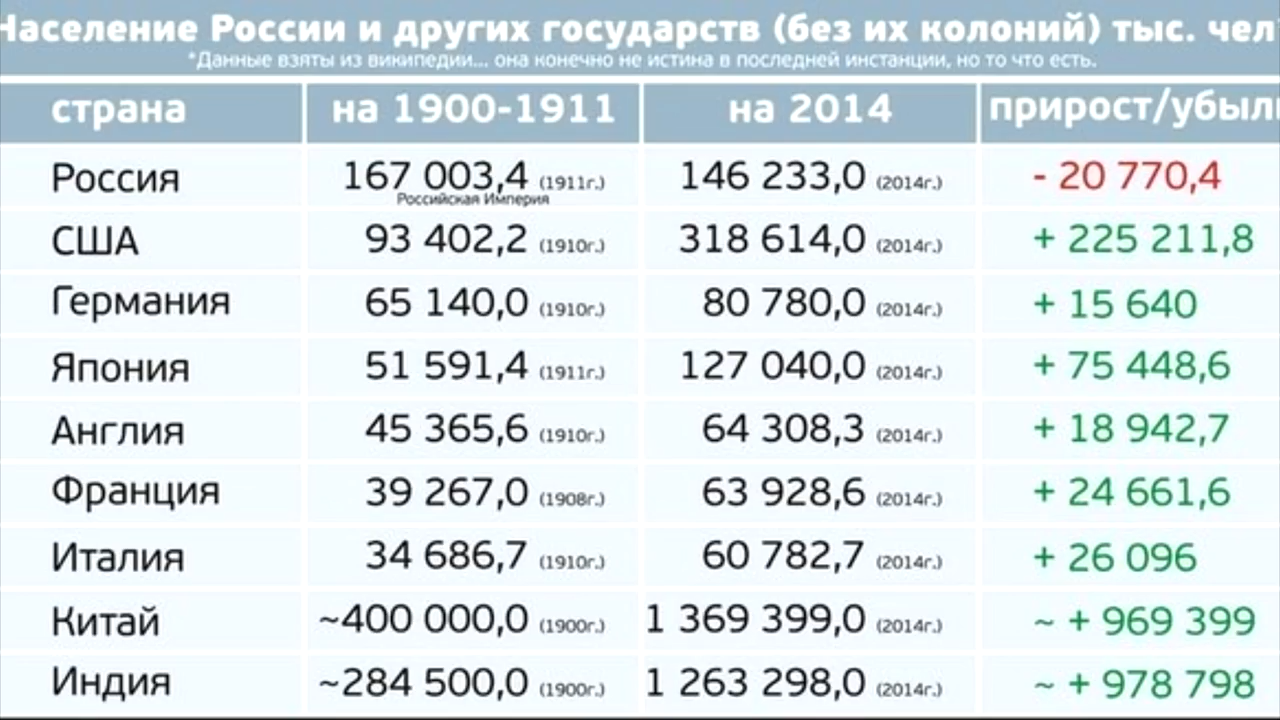 Население России и других государств (без их колоний) тыс. чел
*Данные взяты из википедии... она конечно не истина в последней инстанции, но то что есть.
страна на 1900-1911 на 2014 прирост/убыль
Россия 167 003,4 (1911г.) 146 233,0 (2014г.) - 20 770,4
Российская Империя
США 93 402,2 (1910г.) 318 614,0 (2014г.) + 225 211,8
Германия 65 140,0 (1910г.) 80 780,0 (2014г.) + 15 640
Япония 51 591,4 (1911г.) 127 040,0 (2014г.) + 75 448,6
Англия 45 365,6 (1910г.) 64 308,3 (2014г.) + 18 942,7
Франция 39 267,0 (1908г.) 63 928,6 (2014г.) + 24 661,6
Италия 34 686,7 (1910г.) 60 782,7 (2014г.) + 26 096
Китай ~400 000,0 (1900г.) 1 369 399,0 (2014г.) ~ + 969 399
Индия ~284 500,0 (1900г.) 1 263 298,0 (2014г.) ~ + 978 798